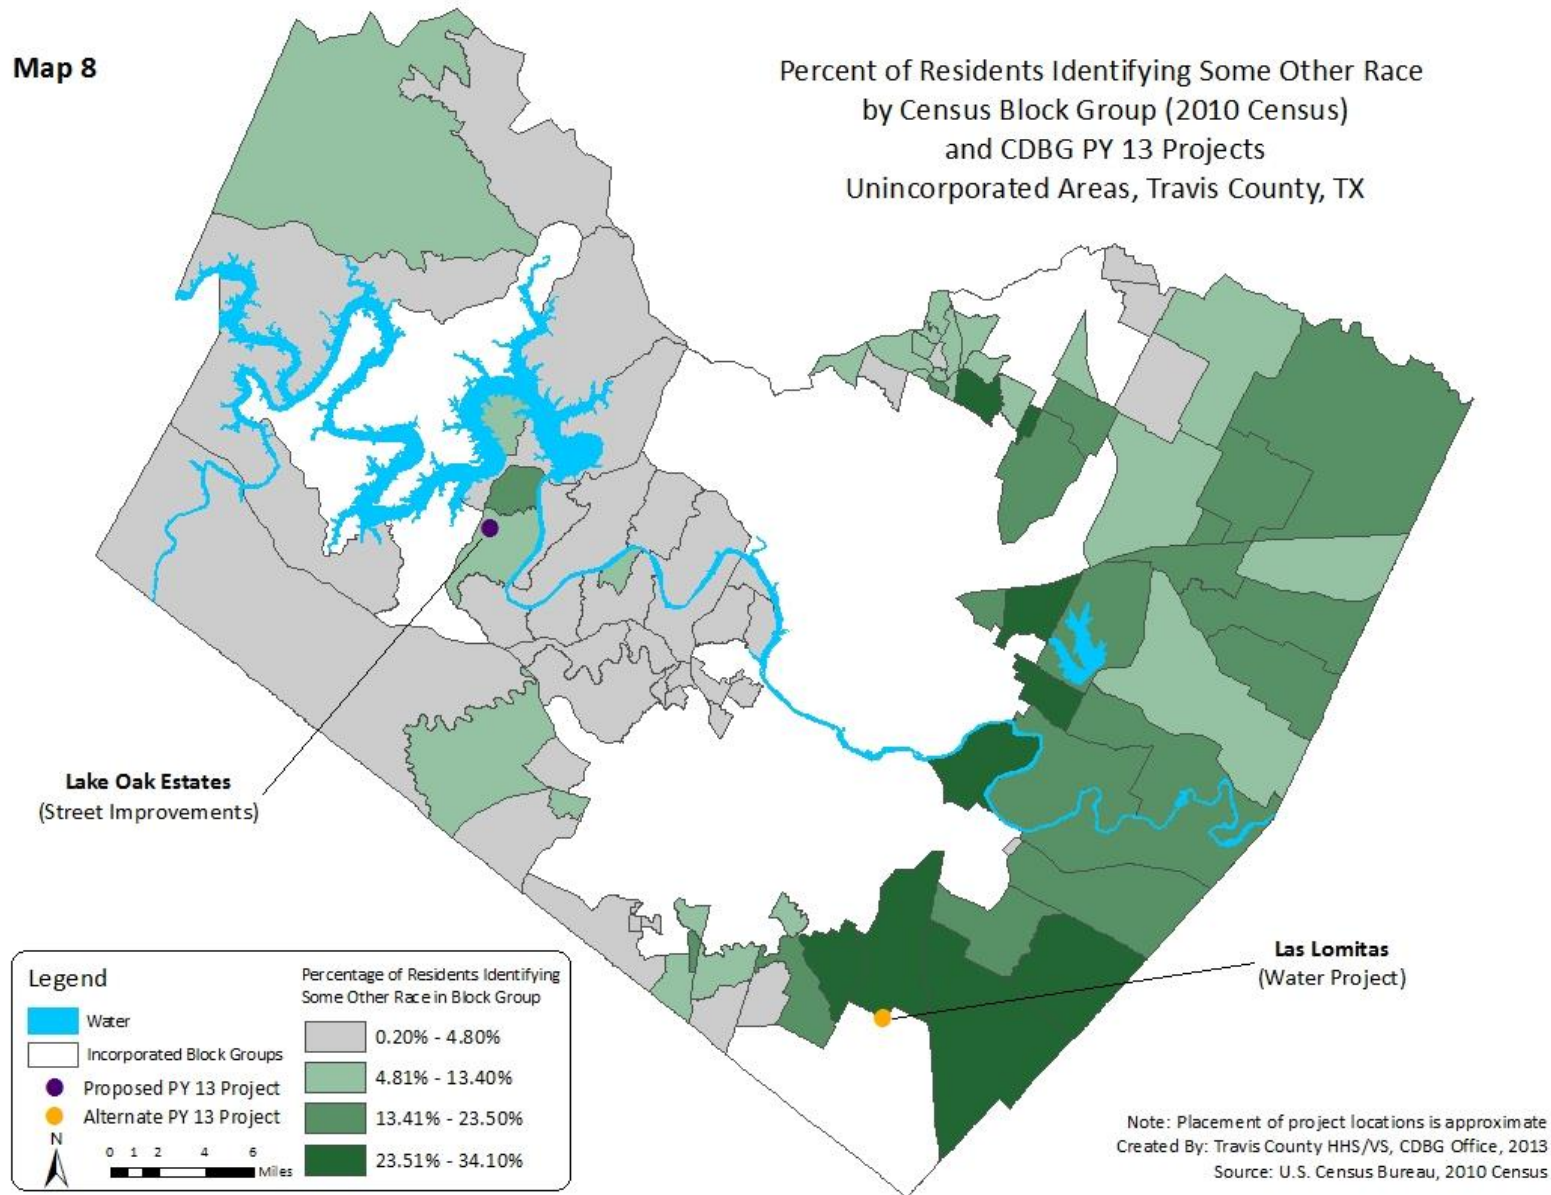 Map 8
Percent of Residents Identifying Some Other Race
by Census Block Group (2010 Census)
and CDBG PY 13 Projects
Unincorporated Areas, Travis County, TX
Lake Oak Estates
(Street Improvements)
Las Lomitas
(Water Project)
Legend
Water
Incorporated Block Groups
Proposed PY 13 Project
Alternate PY 13 Project
N
0 1 2 4 6
Miles
Percentage of Residents Identifying
Some Other Race in Block Group
0.20% - 4.80%
4.81% - 13.40%
13.41% - 23.50%
23.51% - 34.10%
Note: Placement of project locations is approximate
Created By: Travis County HHS/VS, CDBG Office, 2013
Source: U.S. Census Bureau, 2010 Census